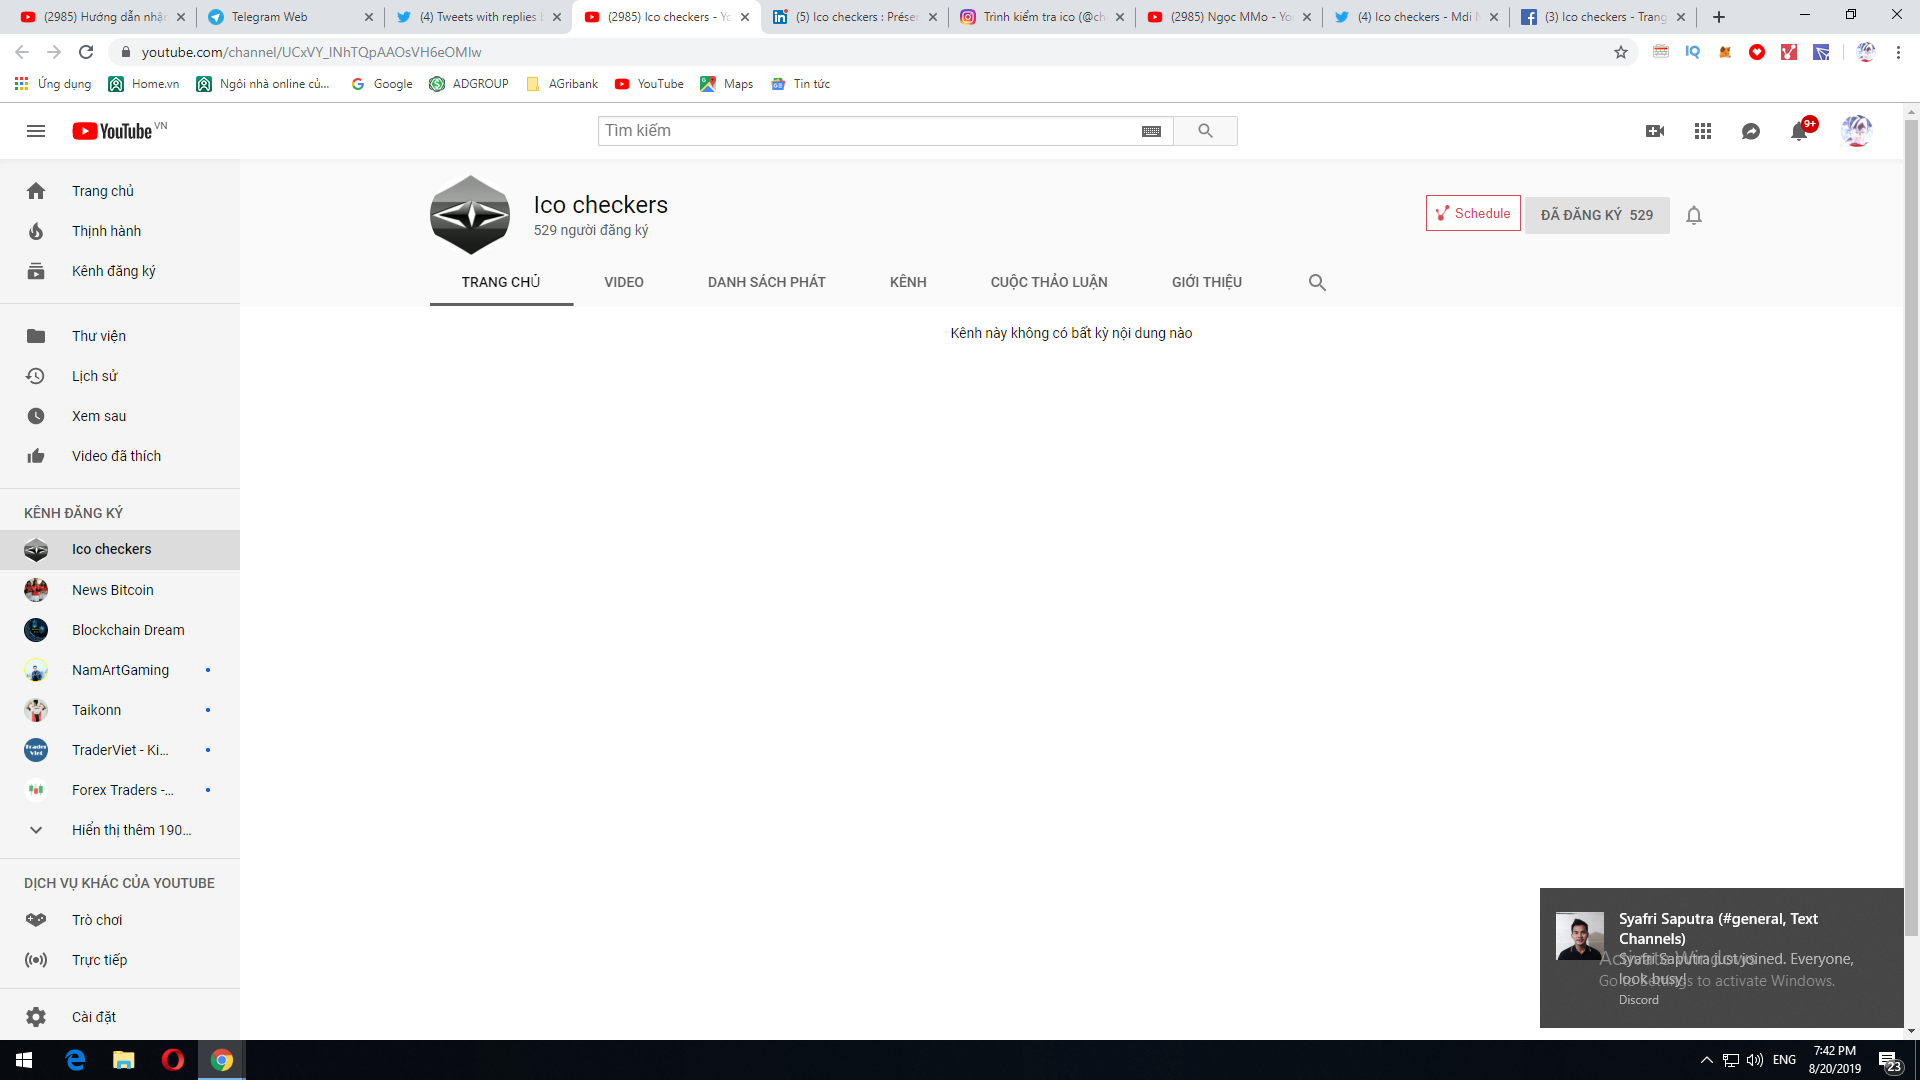 (2985) Hướng dẫn nhận
Telegram Web
(4) Tweets with replies
(2985) Ico checkers - Yo
(5) Ico checkers : Présen
Trình kiểm tra ico (@ch
(2985) Ngọc MMo - Yo
(4) Ico checkers - Mdi N
(3) Ico checkers - Trang
youtube.com/channel/UCxVY_lNhTQpAAOsVH6eOMIw
IQ
Ứng dụng
Home.vn
Ngôi nhà online củ...
Google
ADGROUP
AGribank
YouTube
Maps
Tin tức
YouTube VN
Tìm kiếm
9+
Trang chủ
Thịnh hành
Kênh đăng ký
Thư viện
Lịch sử
Xem sau
Video đã thích
KÊNH ĐĂNG KÝ
Ico checkers
News Bitcoin
Blockchain Dream
NamArtGaming
Taikonn
TraderViet - Ki...
Forex Traders -...
Hiển thị thêm 190...
DỊCH VỤ KHÁC CỦA YOUTUBE
Trò chơi
Trực tiếp
Cài đặt
Ico checkers
529 người đăng ký
Schedule
ĐÃ ĐĂNG KÝ 529
TRANG CHỦ
VIDEO
DANH SÁCH PHÁT
KÊNH
CUỘC THẢO LUẬN
GIỚI THIỆU
Kênh này không có bất kỳ nội dung nào
Syafri Saputra (#general, Text
Channels)
Syafri Saputra just joined. Everyone,
look busy!
Discord
Activate Windows
Go to Settings to activate Windows.
ENG
7:42 PM
8/20/2019
23